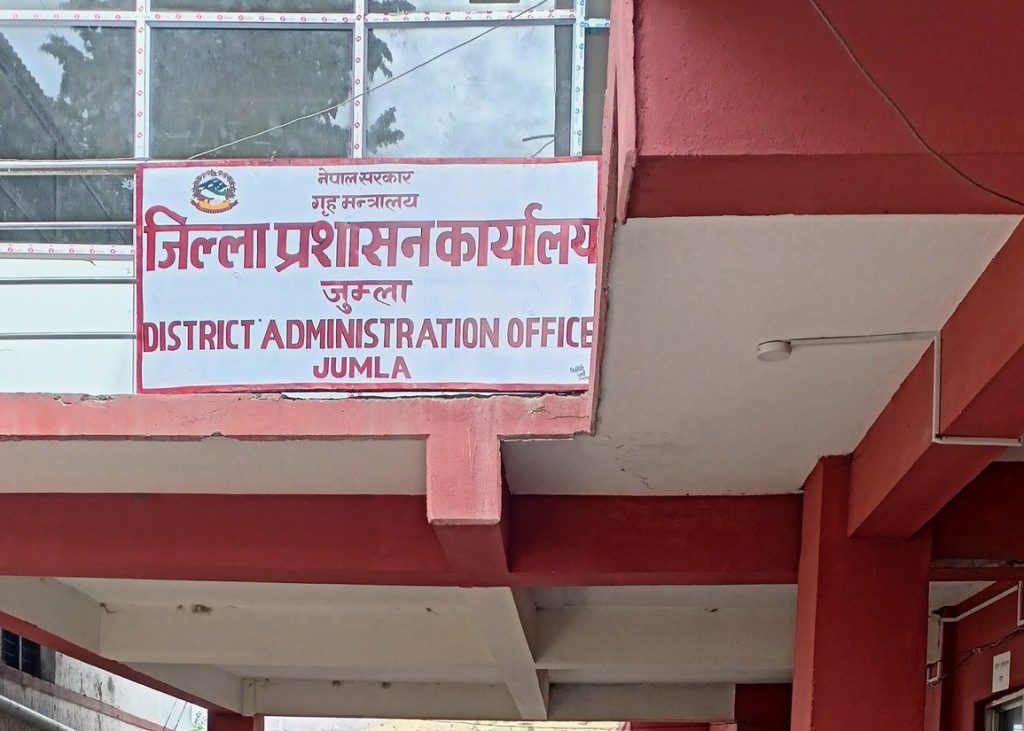 नेपाल सरकार
गृह मन्त्रालय
जिल्ला प्रशासन कार्यालय
जुम्ला
DISTRICT ADMINISTRATION OFFICE
JUMLA